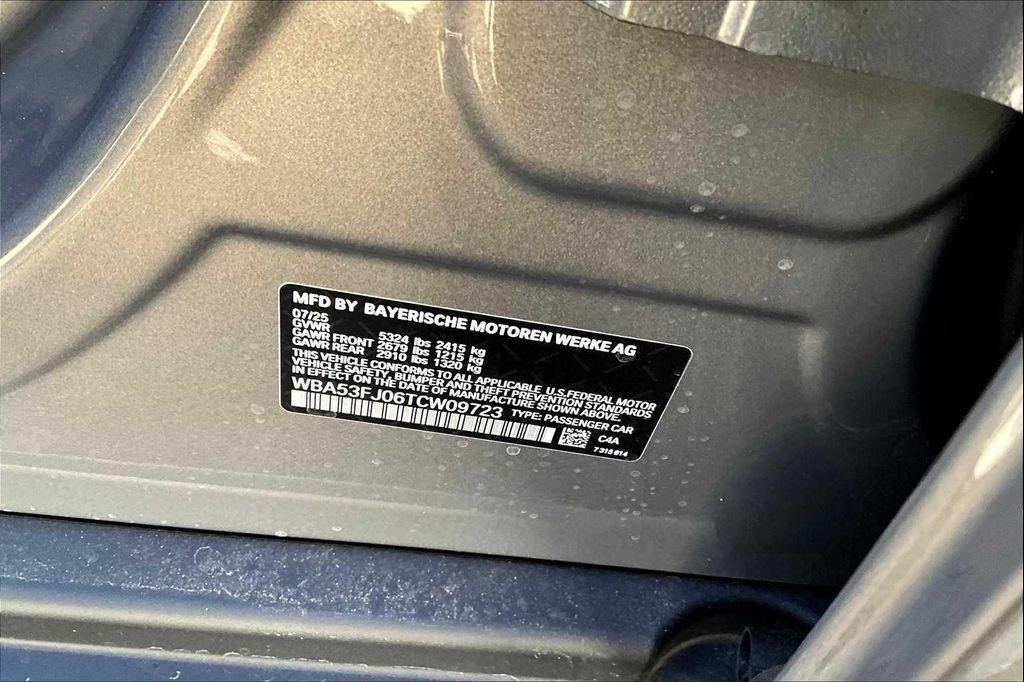 MFD BY BAYERISCHE MOTOREN WERKE AG
07/25
GVWR 5324 lbs 2415 kg
GAWR FRONT 2679 lbs 1215 kg
GAWR REAR 2910 lbs 1320 kg
THIS VEHICLE CONFORMS TO ALL APPLICABLE U.S.FEDERAL MOTOR
VEHICLE SAFETY, BUMPER AND THEFT PREVENTION STANDARDS
IN EFFECT ON THE DATE OF MANUFACTURE SHOWN ABOVE.
WBA53FJ06TCW09723 TYPE: PASSENGER CAR
C4A
7 315 614